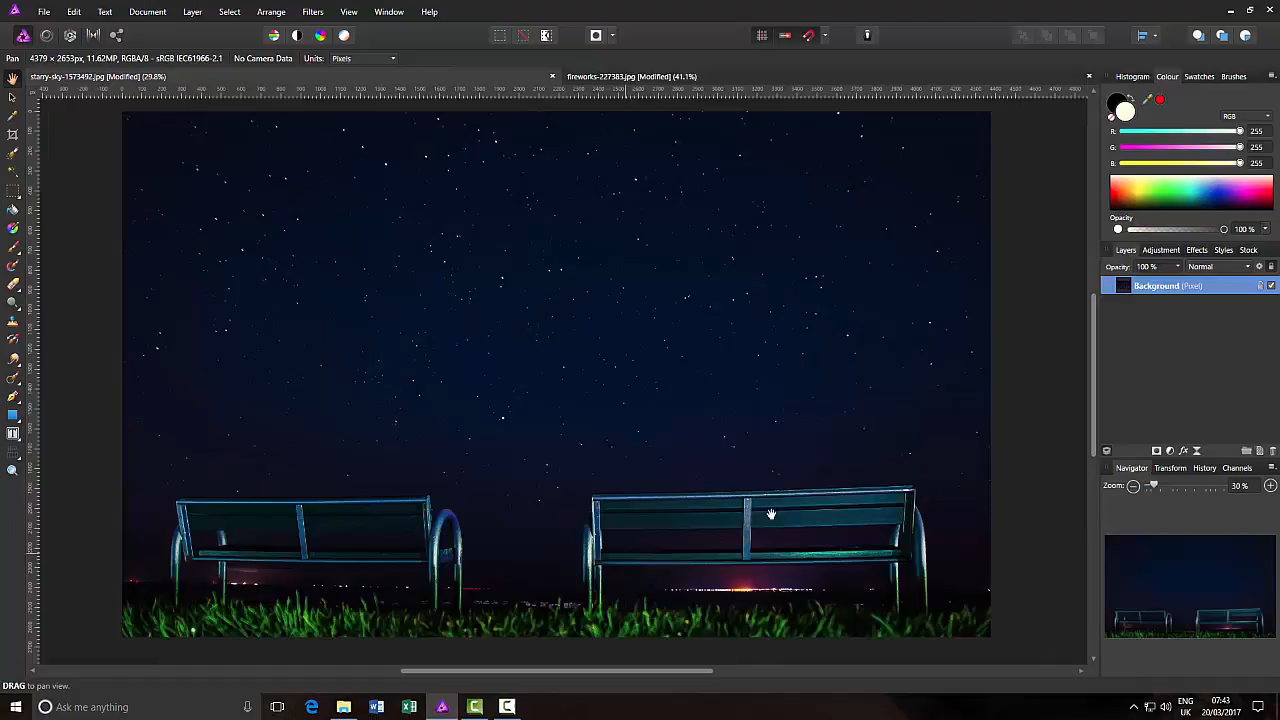 File Edit Text Document Layer Select Arrange Filters View Window Help
Pan 4379 × 2653px, 11.62MP, RGBA/8 - sRGB IEC61966-2.1 No Camera Data Units: Pixels
starry-sky-1573492.jpg [Modified] (29.8%) fireworks-227383.jpg [Modified] (41.1%)
Histogram Colour Swatches Brushes
RGB
R: 255
G: 255
B: 255
Opacity
100 %
Layers Adjustment Effects Styles Stock
Opacity: 100 % Normal
Background (Pixel)
Navigator Transform History Channels
Zoom: 30 %
DRAG to pan view.
Ask me anything
ENG
UK
07:43
20/03/2017